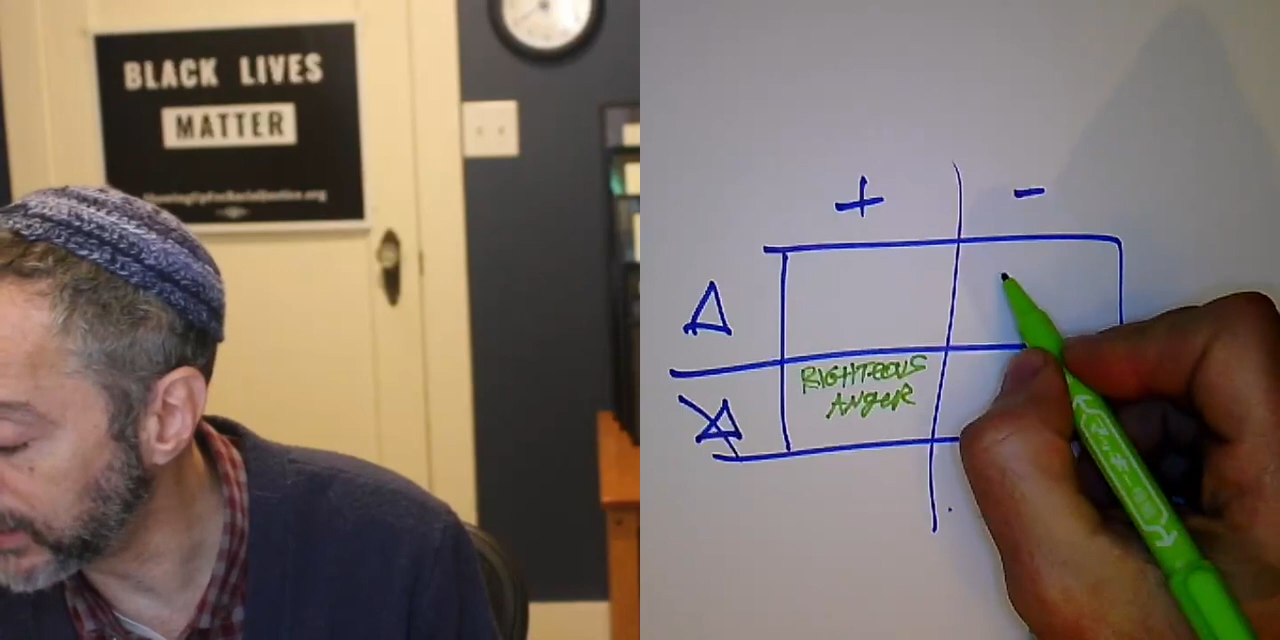 BLACK LIVES
MATTER
+ -
Δ
RIGHTEOUS
ANGER
Δ